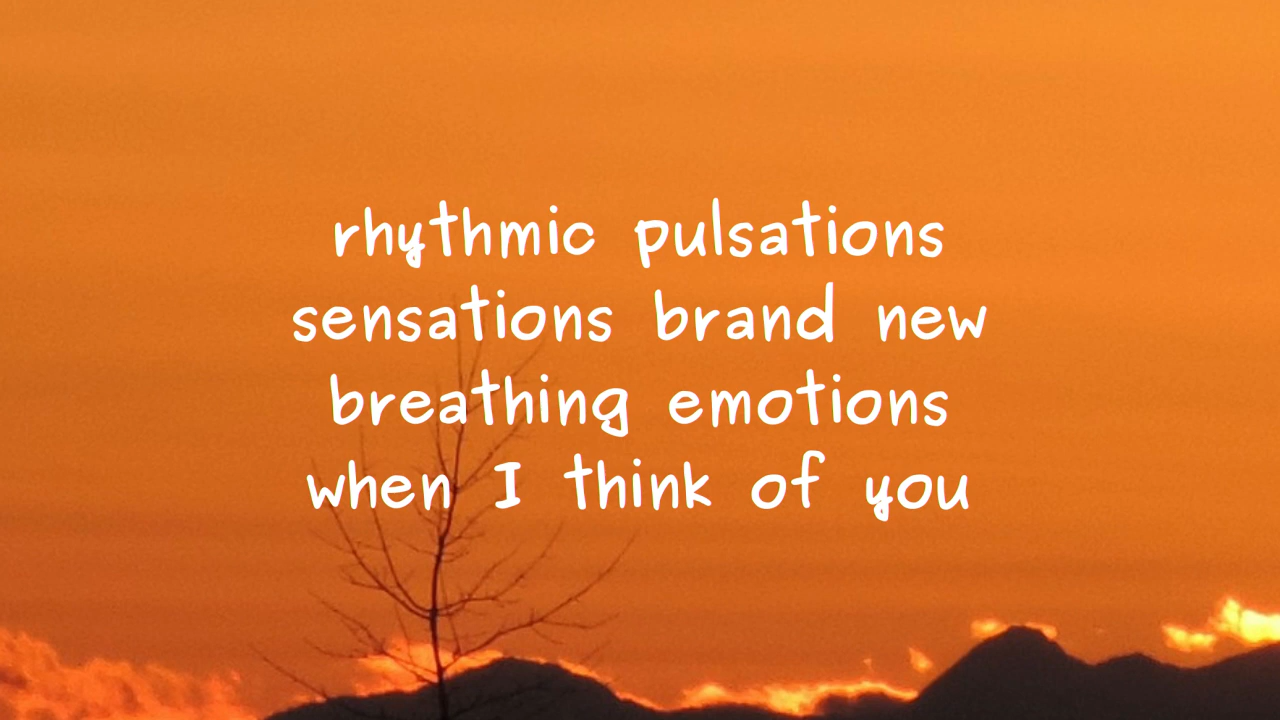 rhythmic pulsations
sensations brand new
breathing emotions
when I think of you